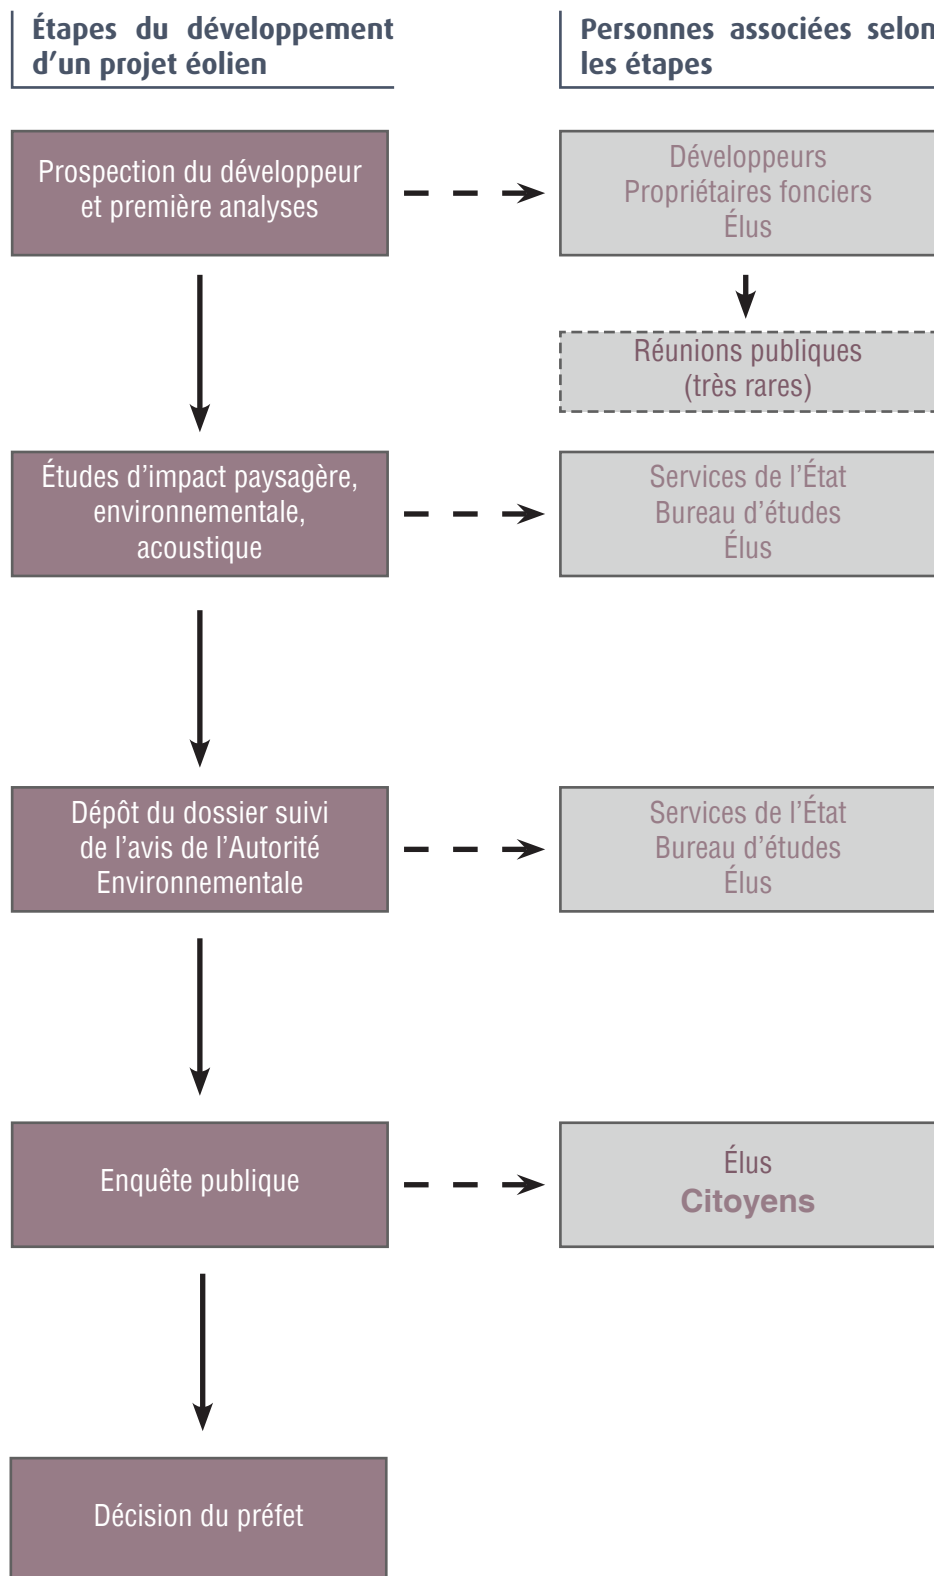 Étapes du développement
d'un projet éolien
Personnes associées selon
les étapes
Prospection du développeur
et première analyses
Développeurs
Propriétaires fonciers
Élus
Réunions publiques
(très rares)
Études d'impact paysagère,
environnementale,
acoustique
Services de l'État
Bureau d'études
Élus
Dépôt du dossier suivi
de l'avis de l'Autorité
Environnementale
Services de l'État
Bureau d'études
Élus
Enquête publique
Élus
Citoyens
Décision du préfet